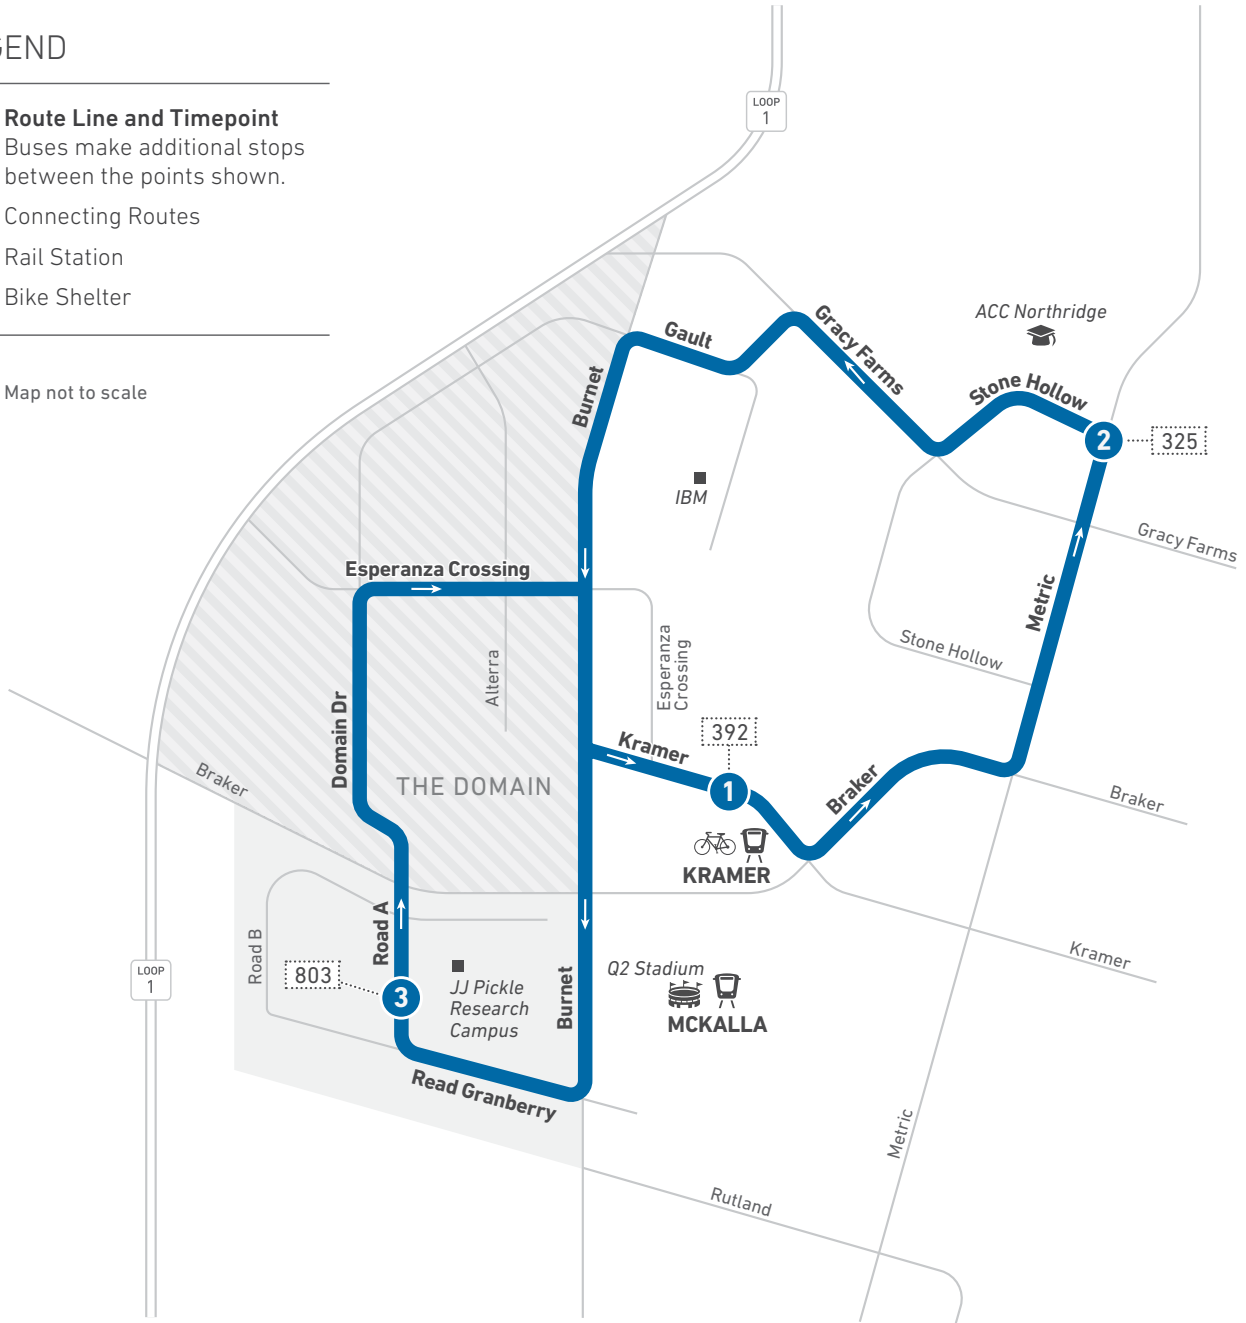 GEND
Route Line and Timepoint
Buses make additional stops
between the points shown.
Connecting Routes
Rail Station
Bike Shelter
Map not to scale
LOOP
1
ACC Northridge
Gault
Gracy Farms
Stone Hollow
Burnet
2
325
IBM
Gracy Farms
Esperanza Crossing
Metric
Stone Hollow
Alterra
Esperanza
Crossing
392
Kramer
Domain Dr
THE DOMAIN
1
Braker
Braker
Braker
KRAMER
Road A
Road B
Kramer
LOOP
1
803
3
JJ Pickle
Research
Campus
Burnet
Q2 Stadium
MCKALLA
Read Granberry
Metric
Rutland